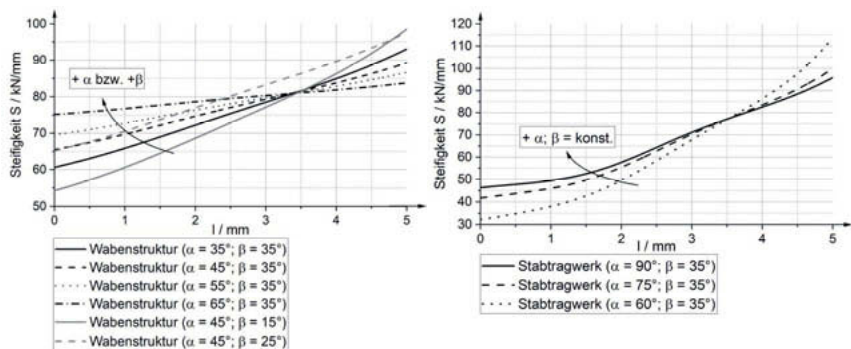 100
90
80
70
60
50
Steifigkeit S / kN/mm
+ α bzw. +β
0 1 2 3 4 5
l / mm
Wabenstruktur (α = 35°; β = 35°)
Wabenstruktur (α = 45°; β = 35°)
Wabenstruktur (α = 55°; β = 35°)
Wabenstruktur (α = 65°; β = 35°)
Wabenstruktur (α = 45°; β = 15°)
Wabenstruktur (α = 45°; β = 25°)
120
110
100
90
80
70
60
50
40
30
Steifigkeit S / kN/mm
+ α; β = konst.
0 1 2 3 4 5
l / mm
Stabtragwerk (α = 90°; β = 35°)
Stabtragwerk (α = 75°; β = 35°)
Stabtragwerk (α = 60°; β = 35°)